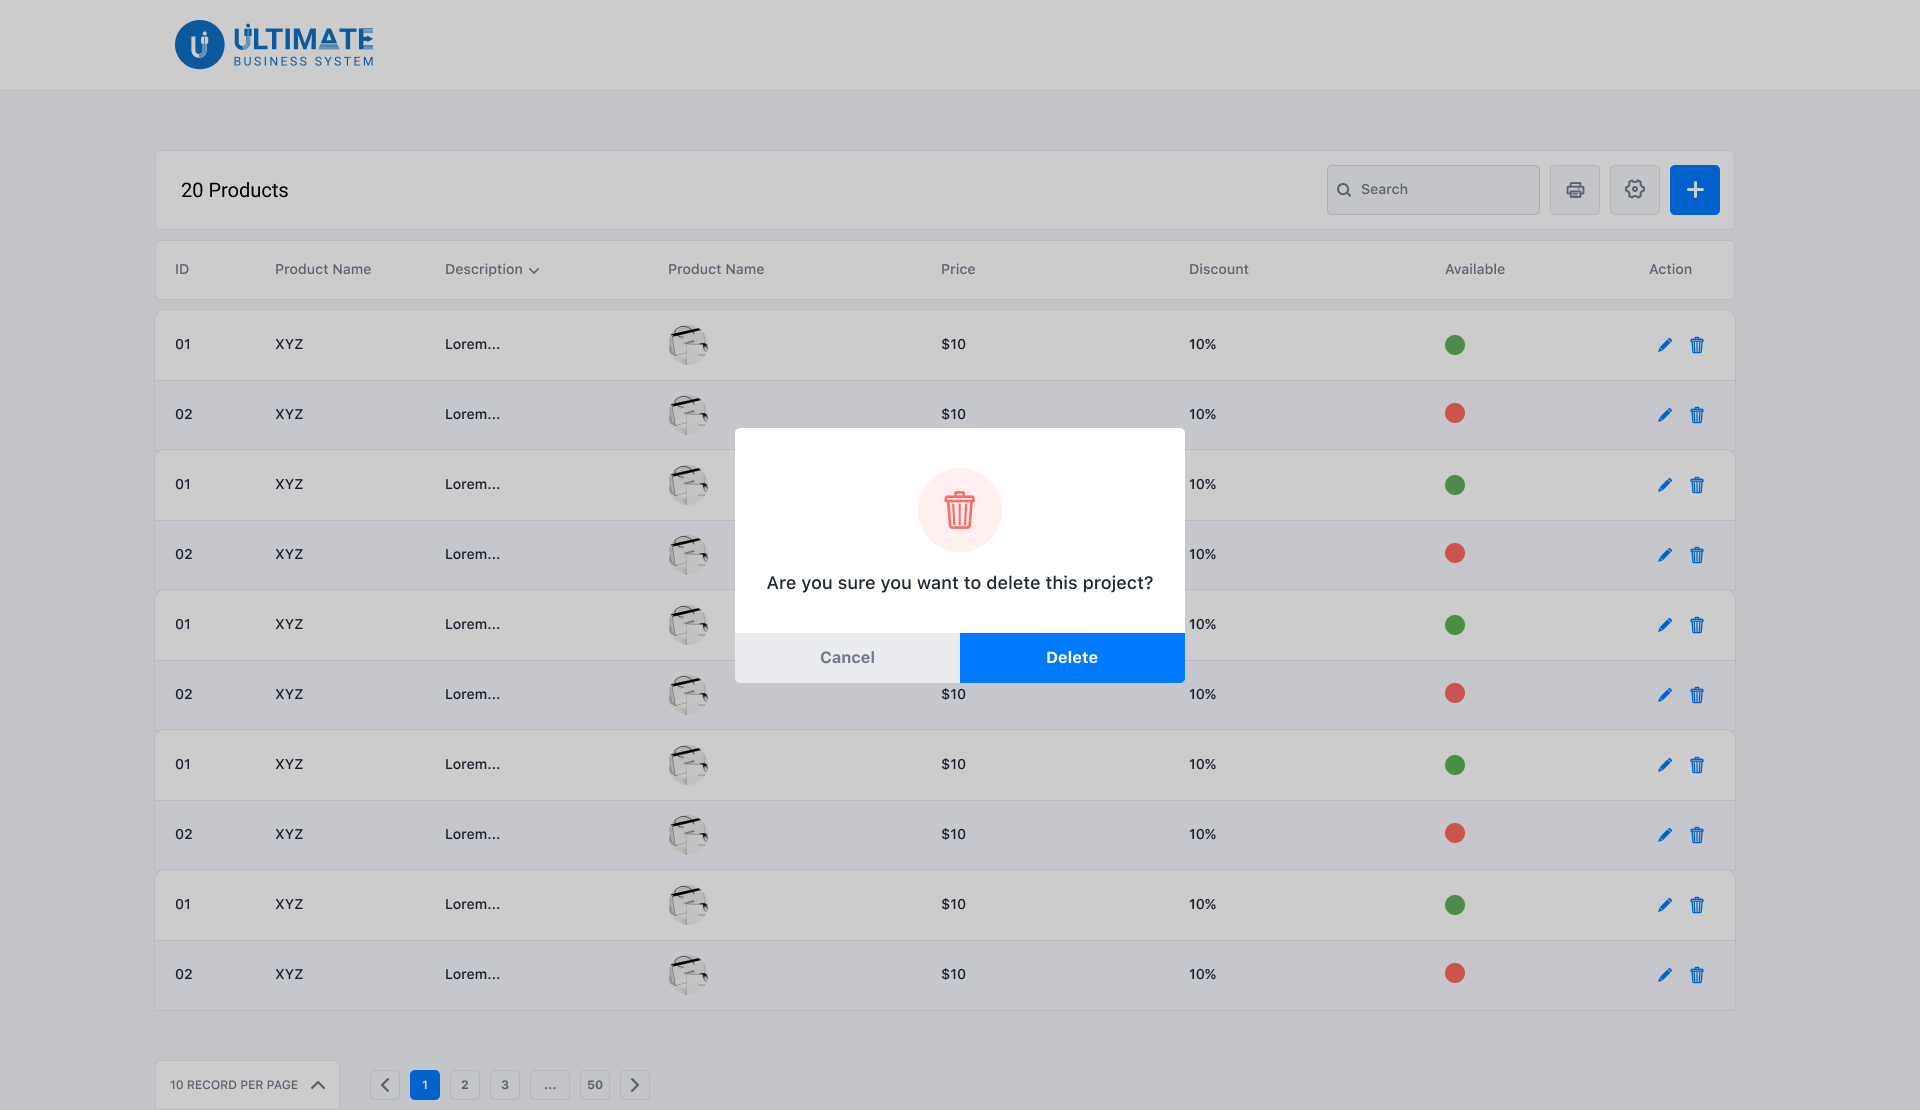 ULTIMATE
BUSINESS SYSTEM
20 Products
Search
ID Product Name Description Product Name Price Discount Available Action
01 XYZ Lorem... $10 10%
02 XYZ Lorem... $10 10%
01 XYZ Lorem... 10%
02 XYZ Lorem... 10%
Are you sure you want to delete this project?
01 XYZ Lorem... 10%
Cancel Delete
02 XYZ Lorem... $10 10%
01 XYZ Lorem... $10 10%
02 XYZ Lorem... $10 10%
01 XYZ Lorem... $10 10%
02 XYZ Lorem... $10 10%
10 RECORD PER PAGE 1 2 3 ... 50